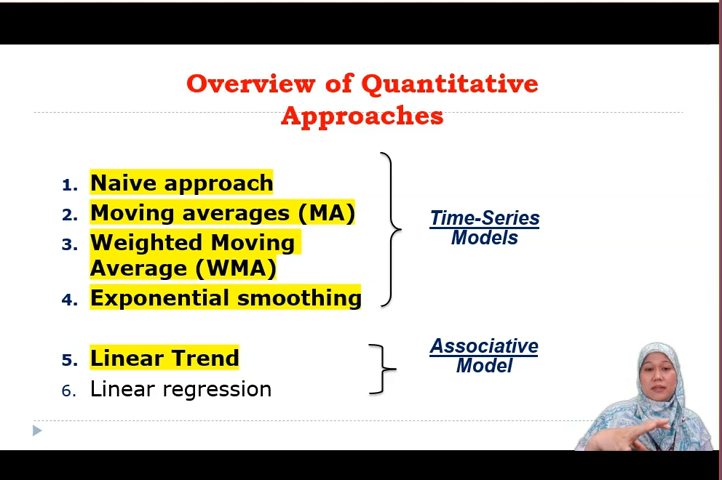 Overview of Quantitative
Approaches
1. Naive approach
2. Moving averages (MA)
3. Weighted Moving
Average (WMA)
4. Exponential smoothing
Time-Series
Models
5. Linear Trend
6. Linear regression
Associative
Model